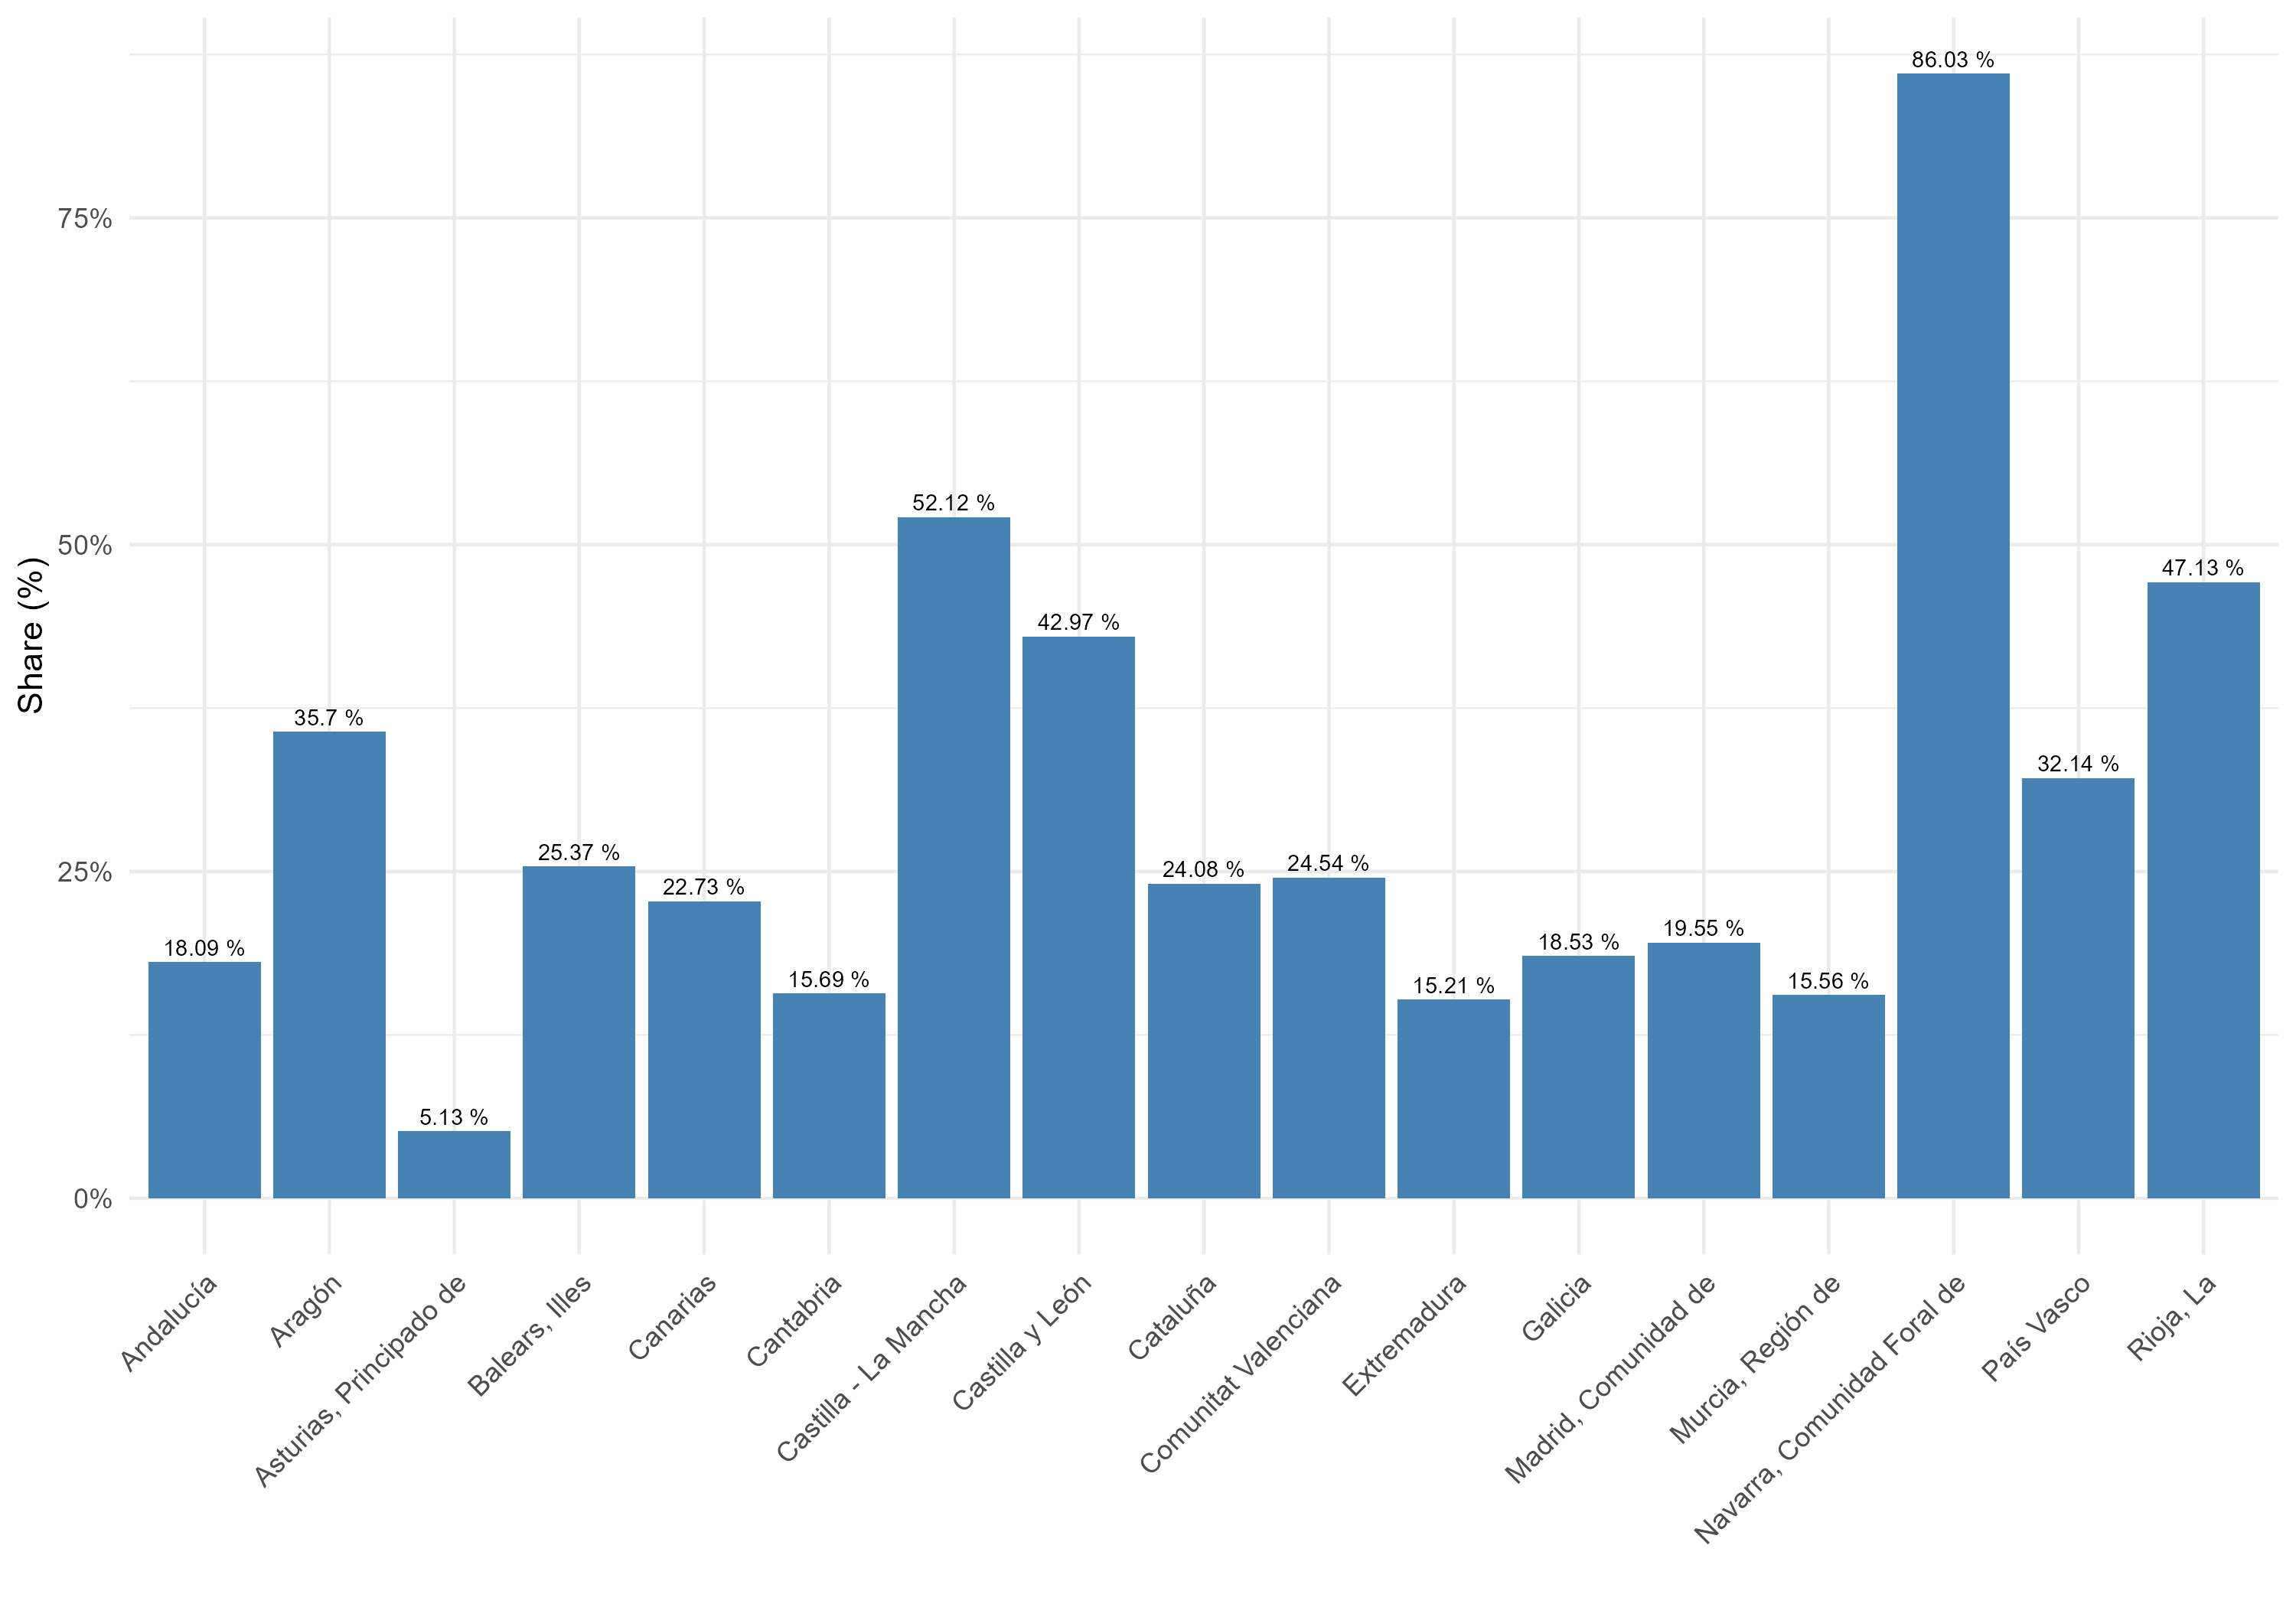 Share (%)
75%
50%
25%
0%
18.09 %
35.7 %
5.13 %
25.37 %
22.73 %
15.69 %
52.12 %
42.97 %
24.08 %
24.54 %
15.21 %
18.53 %
19.55 %
15.56 %
86.03 %
32.14 %
47.13 %
Andalucía
Aragón
Asturias, Principado de
Balears, Illes
Canarias
Cantabria
Castilla - La Mancha
Castilla y León
Cataluña
Comunitat Valenciana
Extremadura
Galicia
Madrid, Comunidad de
Murcia, Región de
Navarra, Comunidad Foral de
País Vasco
Rioja, La